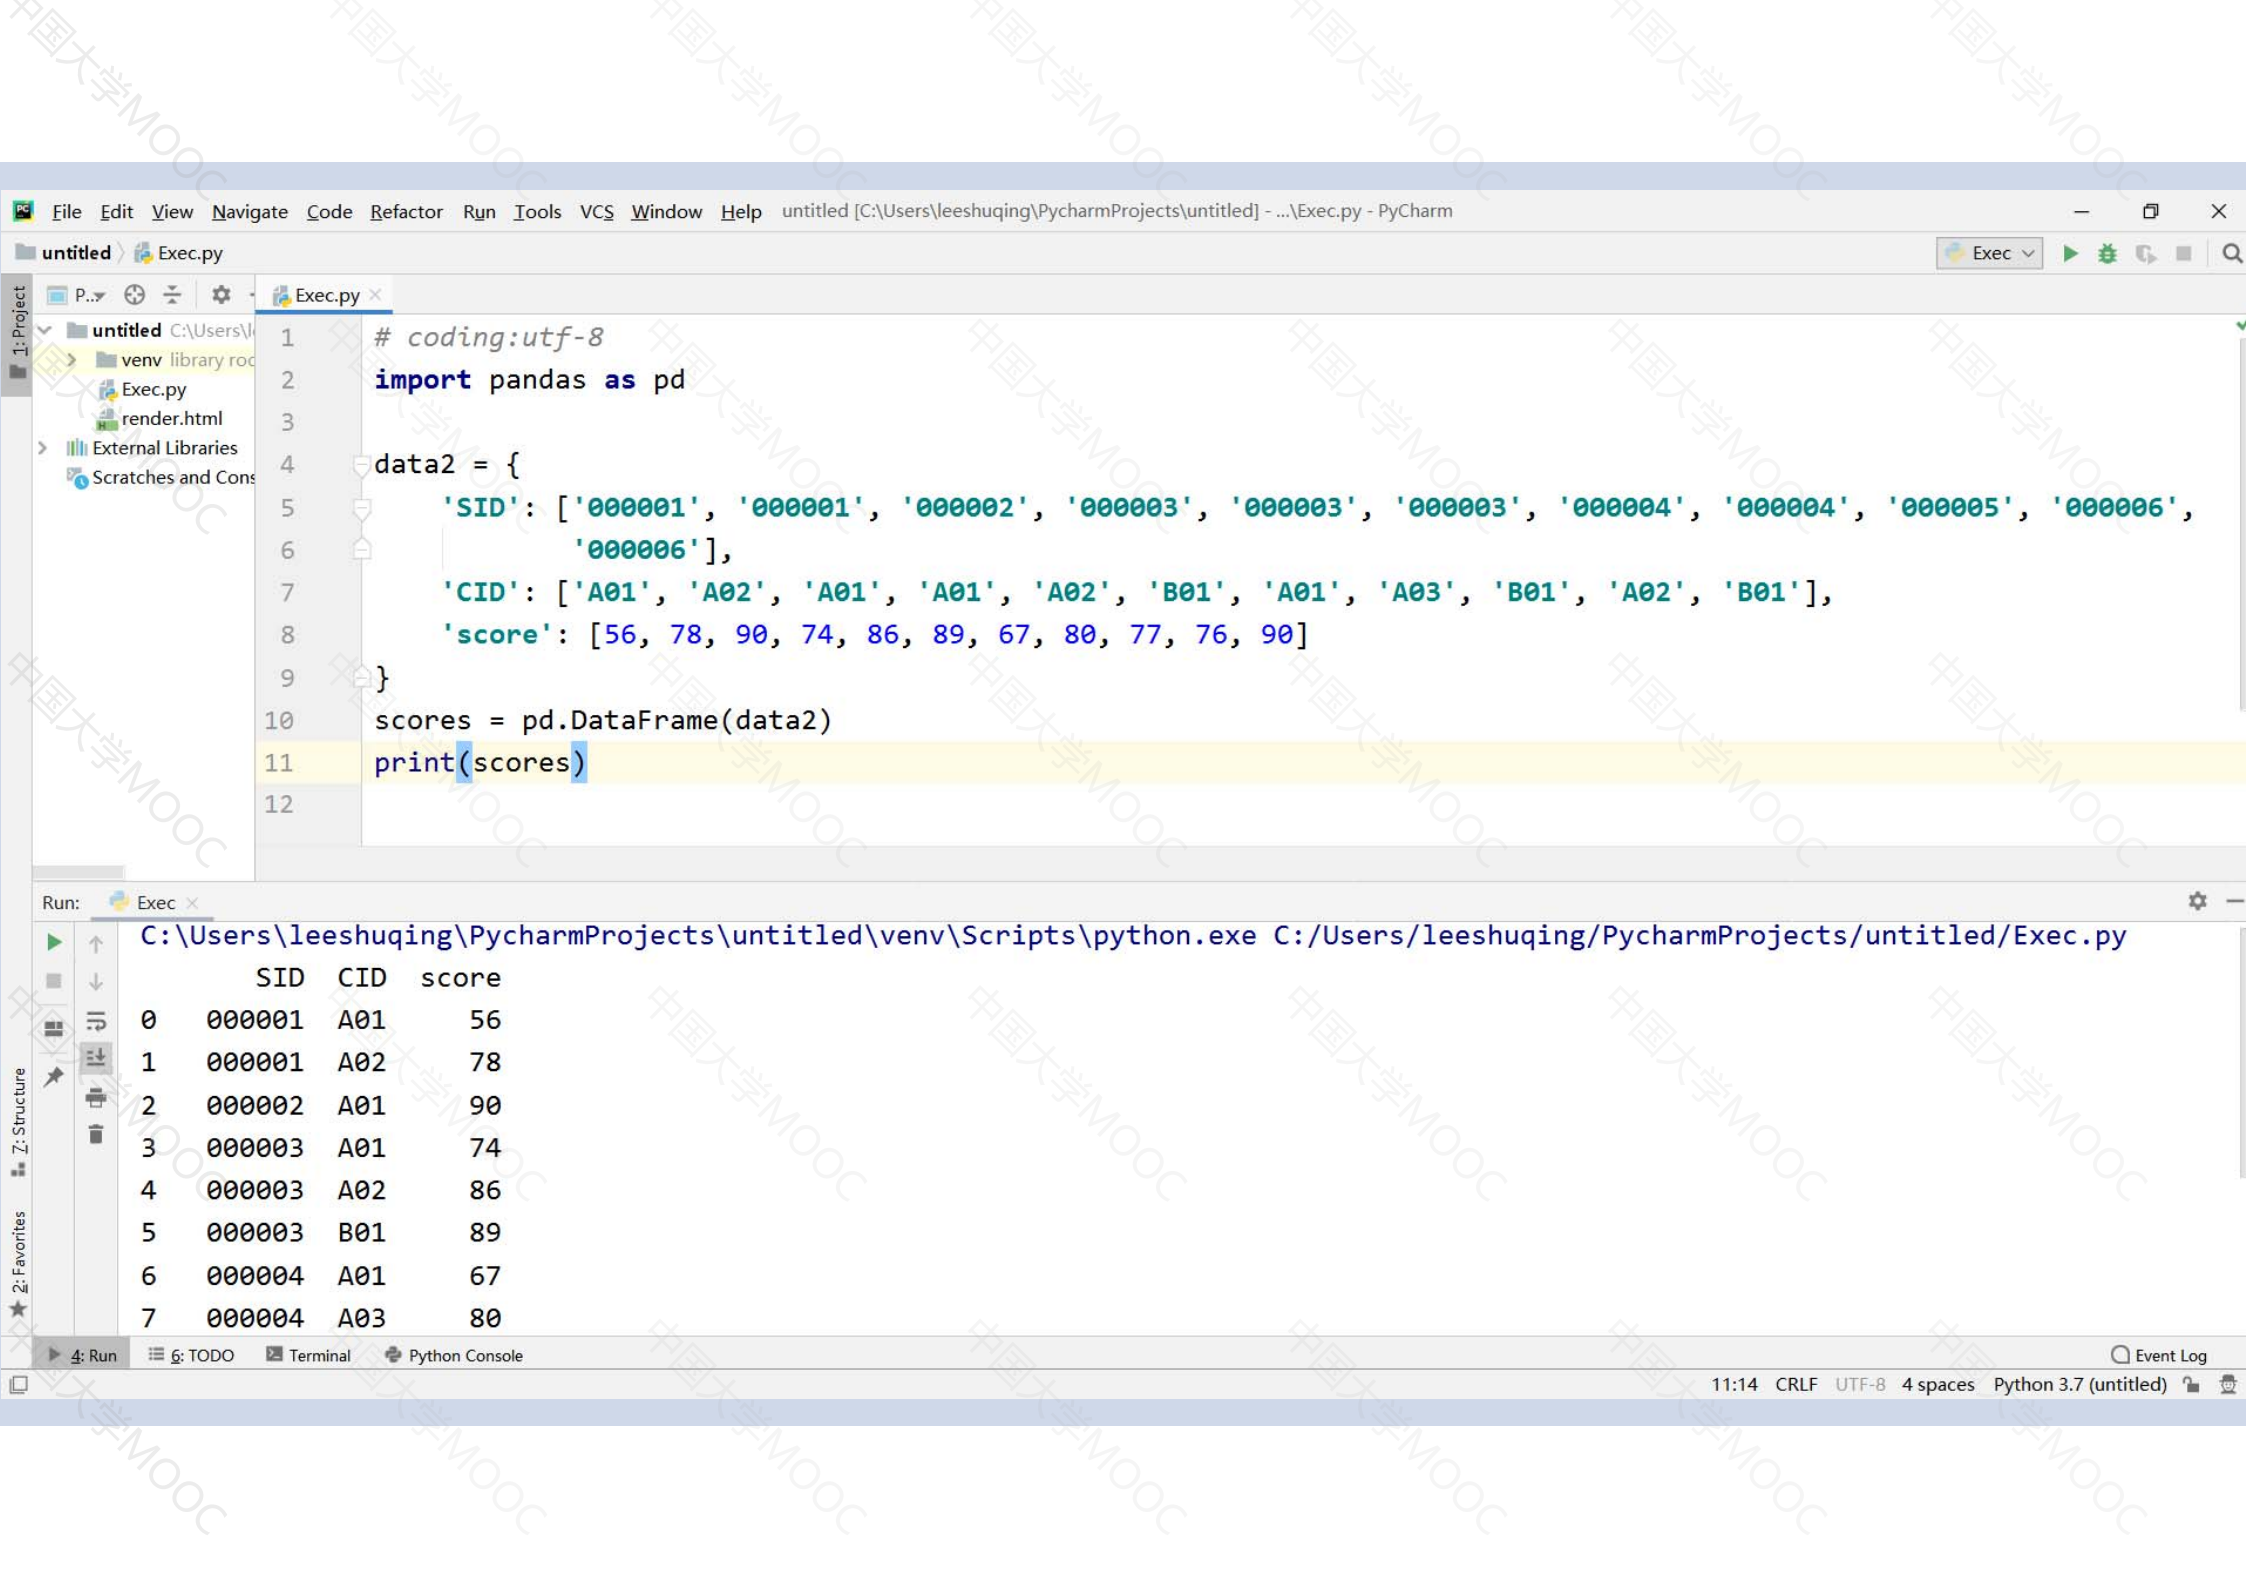 File Edit View Navigate Code Refactor Run Tools VCS Window Help untitled [C:\Users\leeshuqing\PycharmProjects\untitled] - ...\Exec.py - PyCharm
untitled Exec.py Exec
1: Project
P.. Exec.py
untitled C:\Users\l
venv library roo
Exec.py
render.html
External Libraries
Scratches and Cons
1 # coding:utf-8
2 import pandas as pd
3
4 data2 = {
5 'SID': ['000001', '000001', '000002', '000003', '000003', '000003', '000004', '000004', '000005', '000006',
6 '000006'],
7 'CID': ['A01', 'A02', 'A01', 'A01', 'A02', 'B01', 'A01', 'A03', 'B01', 'A02', 'B01'],
8 'score': [56, 78, 90, 74, 86, 89, 67, 80, 77, 76, 90]
9 }
10 scores = pd.DataFrame(data2)
11 print(scores)
12
Run: Exec
C:\Users\leeshuqing\PycharmProjects\untitled\venv\Scripts\python.exe C:/Users/leeshuqing/PycharmProjects/untitled/Exec.py
SID CID score
0 000001 A01 56
1 000001 A02 78
2 000002 A01 90
3 000003 A01 74
4 000003 A02 86
5 000003 B01 89
6 000004 A01 67
7 000004 A03 80
Z: Structure
2: Favorites
4: Run 6: TODO Terminal Python Console Event Log
11:14 CRLF UTF-8 4 spaces Python 3.7 (untitled)
中国大学MOOC